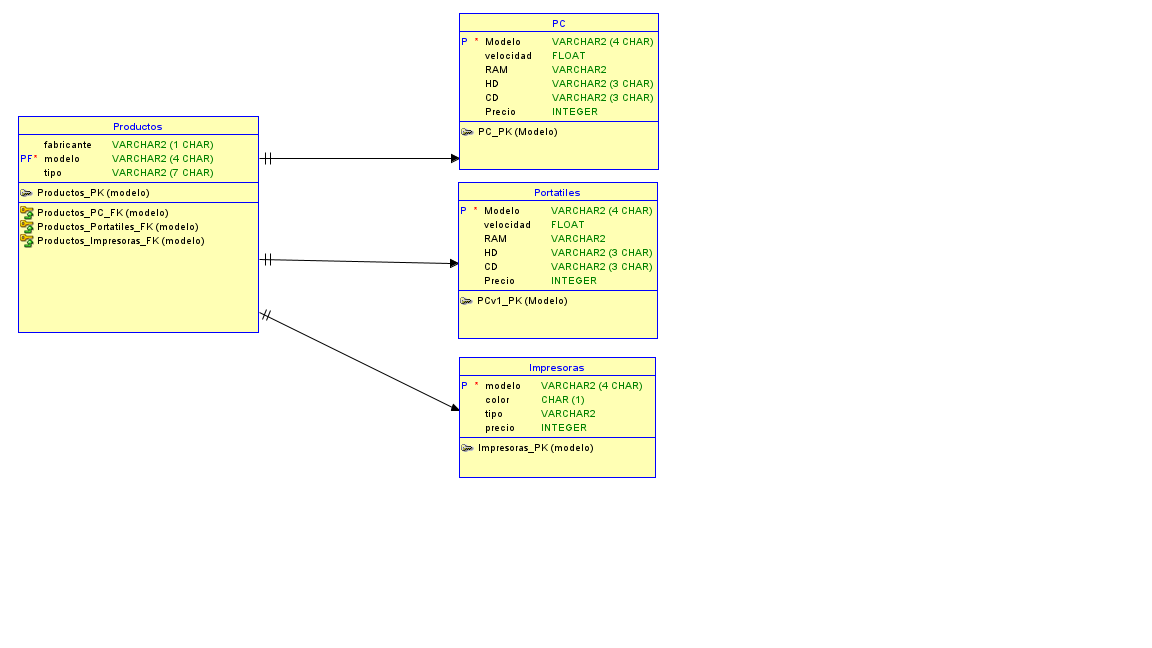 Productos
fabricante VARCHAR2 (1 CHAR)
PF* modelo VARCHAR2 (4 CHAR)
tipo VARCHAR2 (7 CHAR)
Productos_PK (modelo)
Productos_PC_FK (modelo)
Productos_Portatiles_FK (modelo)
Productos_Impresoras_FK (modelo)
PC
P * Modelo VARCHAR2 (4 CHAR)
velocidad FLOAT
RAM VARCHAR2
HD VARCHAR2 (3 CHAR)
CD VARCHAR2 (3 CHAR)
Precio INTEGER
PC_PK (Modelo)
Portatiles
P * Modelo VARCHAR2 (4 CHAR)
velocidad FLOAT
RAM VARCHAR2
HD VARCHAR2 (3 CHAR)
CD VARCHAR2 (3 CHAR)
Precio INTEGER
PCv1_PK (Modelo)
Impresoras
P * modelo VARCHAR2 (4 CHAR)
color CHAR (1)
tipo VARCHAR2
precio INTEGER
Impresoras_PK (modelo)